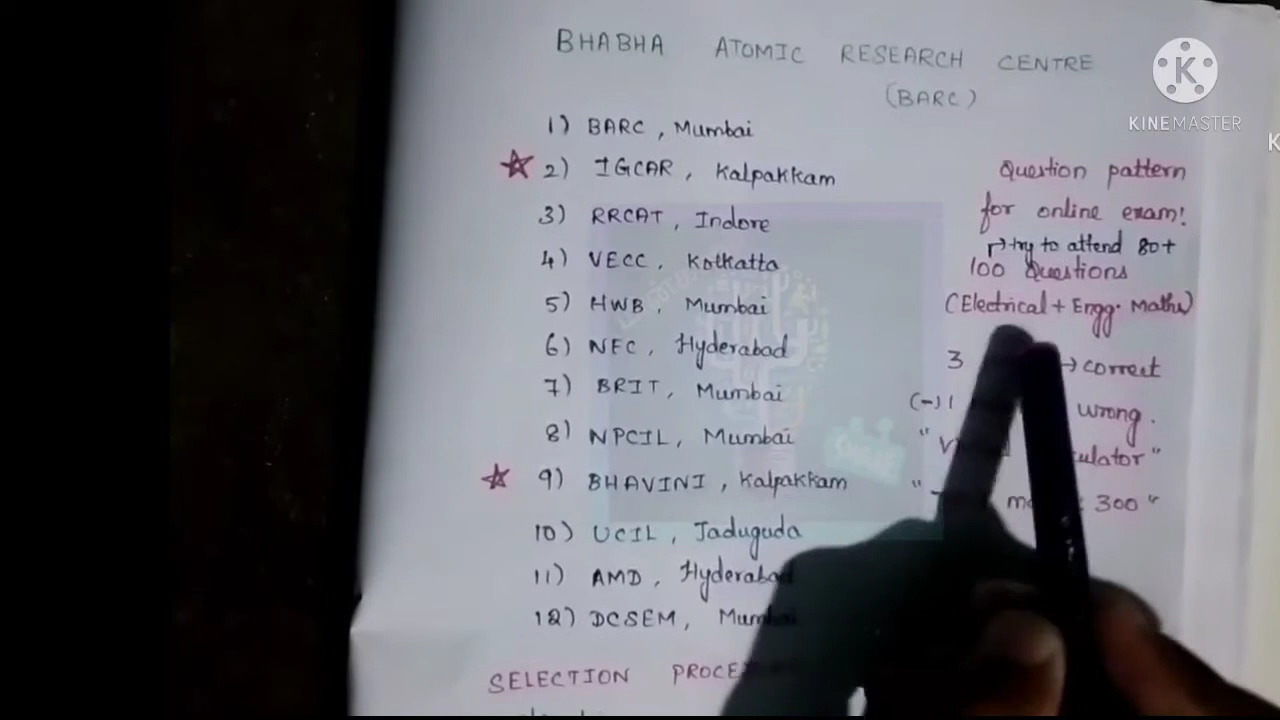 BHABHA ATOMIC RESEARCH CENTRE
(BARC)
1) BARC, Mumbai
2) IGCAR, Kalpakkam
3) RRCAT, Indore
4) VECC, Kolkatta
5) HWB, Mumbai
6) NFC, Hyderabad
7) BRIT, Mumbai
8) NPCIL, Mumbai
9) BHAVINI, Kalpakkam
10) UCIL, Jaduguda
11) AMD, Hyderabad
12) DCSEM, Mumbai
SELECTION
Question pattern
for online exam!
→ try to attend 80+
100 Questions
(Electrical + Engg. Maths)
3 → correct
(-) 1 wrong.
300"
KINEMASTER
K